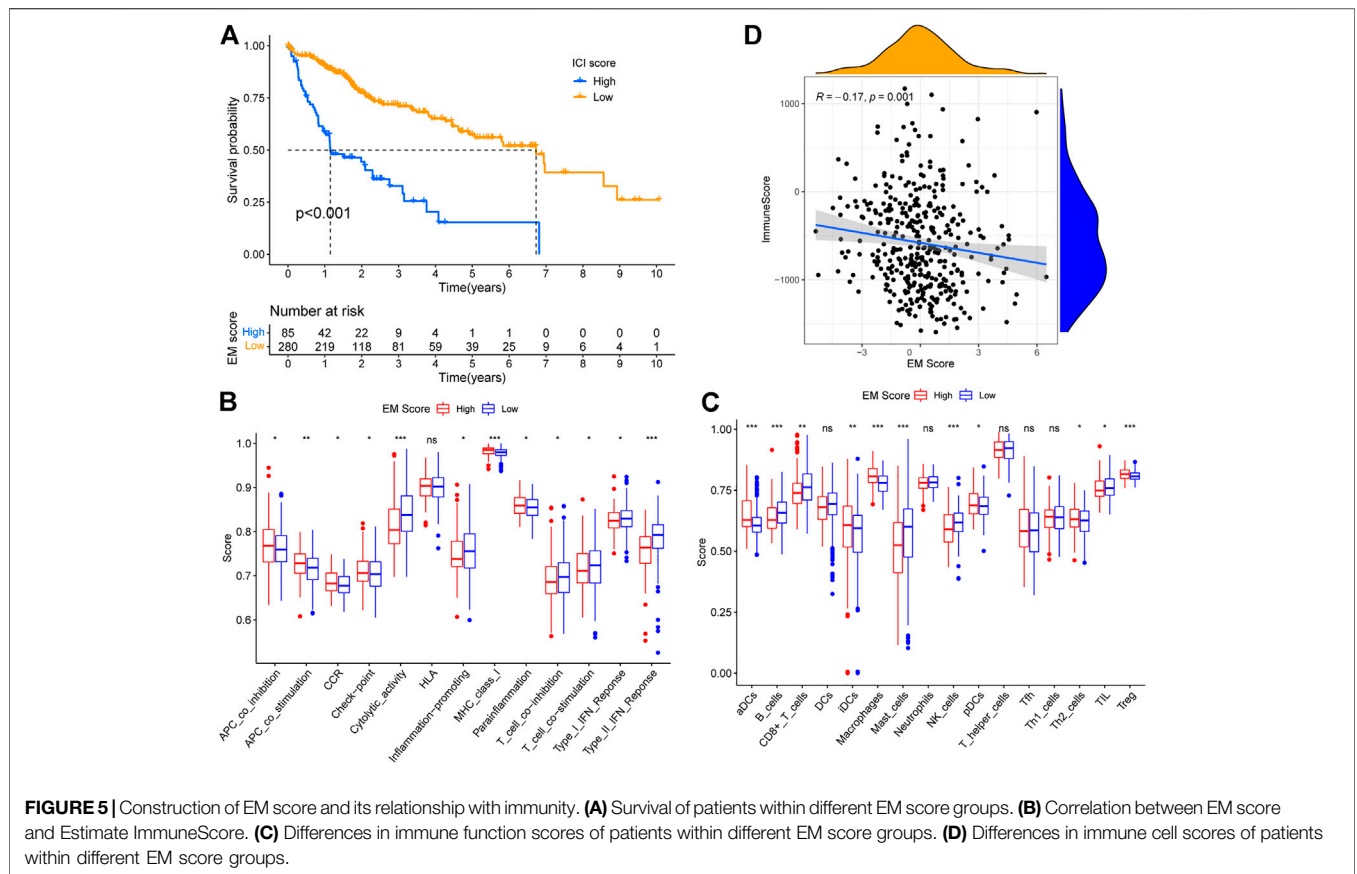 A
1.00
0.75
0.50
0.25
0.00
Survival probability
ICI score
High
Low
p<0.001
0 1 2 3 4 5 6 7 8 9 10
Time(years)
Number at risk
EM score
High 85 42 22 9 4 1 1 0 0 0 0
Low 280 219 118 81 59 39 25 9 6 4 1
0 1 2 3 4 5 6 7 8 9 10
Time(years)
D
R = −0.17, p = 0.001
1000
0
−1000
ImmuneScore
−3 0 3 6
EM Score
B
EM Score High Low
* ** * * *** ns * *** * * * * ***
1.0
0.9
0.8
0.7
0.6
Score
APC_co_inhibition
APC_co_stimulation
CCR
Check−point
Cytolytic_activity
HLA
Inflammation−promoting
MHC_class_I
Parainflammation
T_cell_co−inhibition
T_cell_co−stimulation
Type_I_IFN_Reponse
Type_II_IFN_Reponse
C
EM Score High Low
*** *** ** ns ** *** *** ns *** * ns ns ns * * ***
1.00
0.75
0.50
0.25
0.00
Score
aDCs
B_cells
CD8+_T_cells
DCs
iDCs
Macrophages
Mast_cells
Neutrophils
NK_cells
pDCs
T_helper_cells
Tfh
Th1_cells
Th2_cells
TIL
Treg
FIGURE 5 | Construction of EM score and its relationship with immunity. (A) Survival of patients within different EM score groups. (B) Correlation between EM score
and Estimate ImmuneScore. (C) Differences in immune function scores of patients within different EM score groups. (D) Differences in immune cell scores of patients
within different EM score groups.